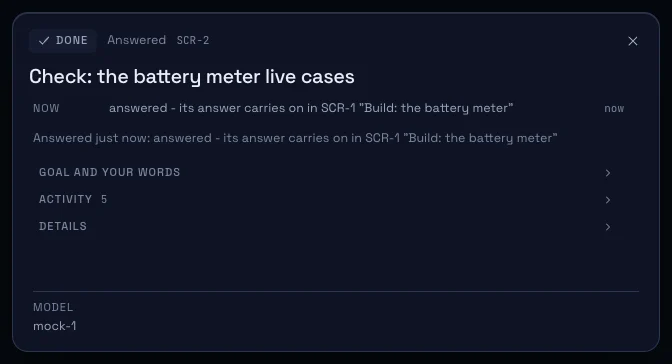 DONE Answered SCR-2
Check: the battery meter live cases
NOW answered - its answer carries on in SCR-1 "Build: the battery meter" now
Answered just now: answered - its answer carries on in SCR-1 "Build: the battery meter"
GOAL AND YOUR WORDS
ACTIVITY 5
DETAILS
MODEL
mock-1